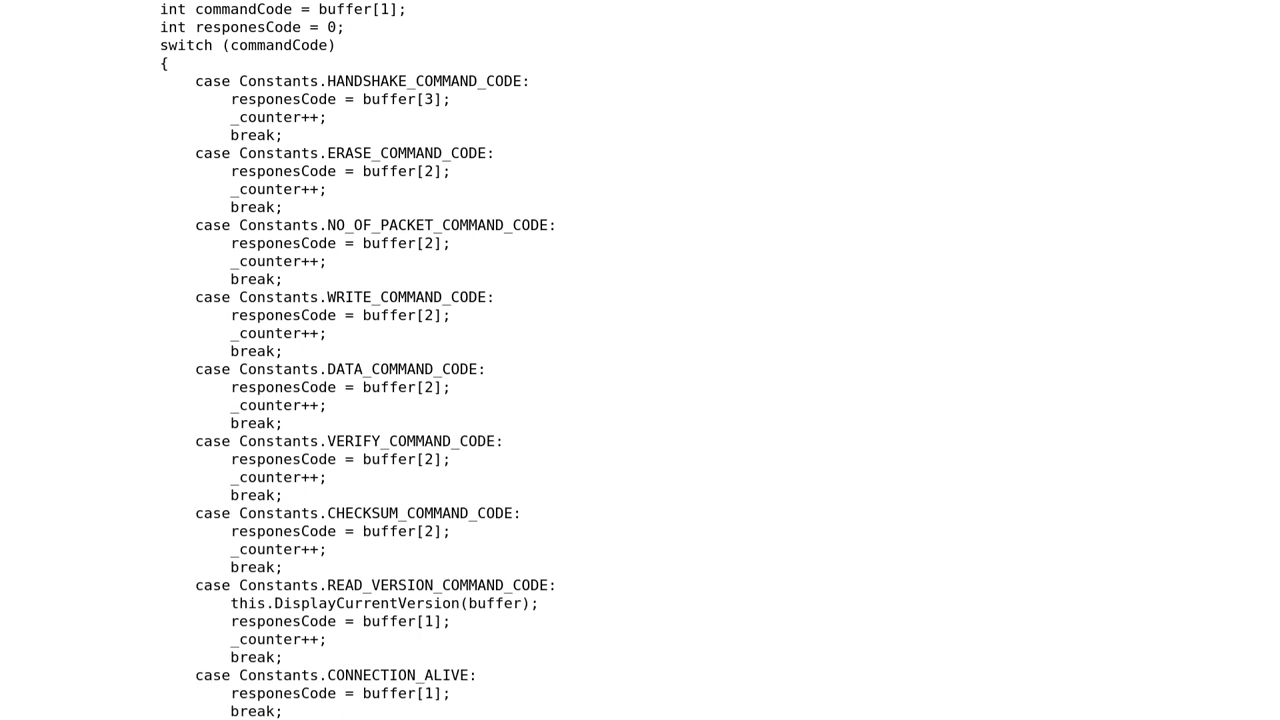 int commandCode = buffer[1];
int responesCode = 0;
switch (commandCode)
{
    case Constants.HANDSHAKE_COMMAND_CODE:
        responesCode = buffer[3];
        _counter++;
        break;
    case Constants.ERASE_COMMAND_CODE:
        responesCode = buffer[2];
        _counter++;
        break;
    case Constants.NO_OF_PACKET_COMMAND_CODE:
        responesCode = buffer[2];
        _counter++;
        break;
    case Constants.WRITE_COMMAND_CODE:
        responesCode = buffer[2];
        _counter++;
        break;
    case Constants.DATA_COMMAND_CODE:
        responesCode = buffer[2];
        _counter++;
        break;
    case Constants.VERIFY_COMMAND_CODE:
        responesCode = buffer[2];
        _counter++;
        break;
    case Constants.CHECKSUM_COMMAND_CODE:
        responesCode = buffer[2];
        _counter++;
        break;
    case Constants.READ_VERSION_COMMAND_CODE:
        this.DisplayCurrentVersion(buffer);
        responesCode = buffer[1];
        _counter++;
        break;
    case Constants.CONNECTION_ALIVE:
        responesCode = buffer[1];
        break;